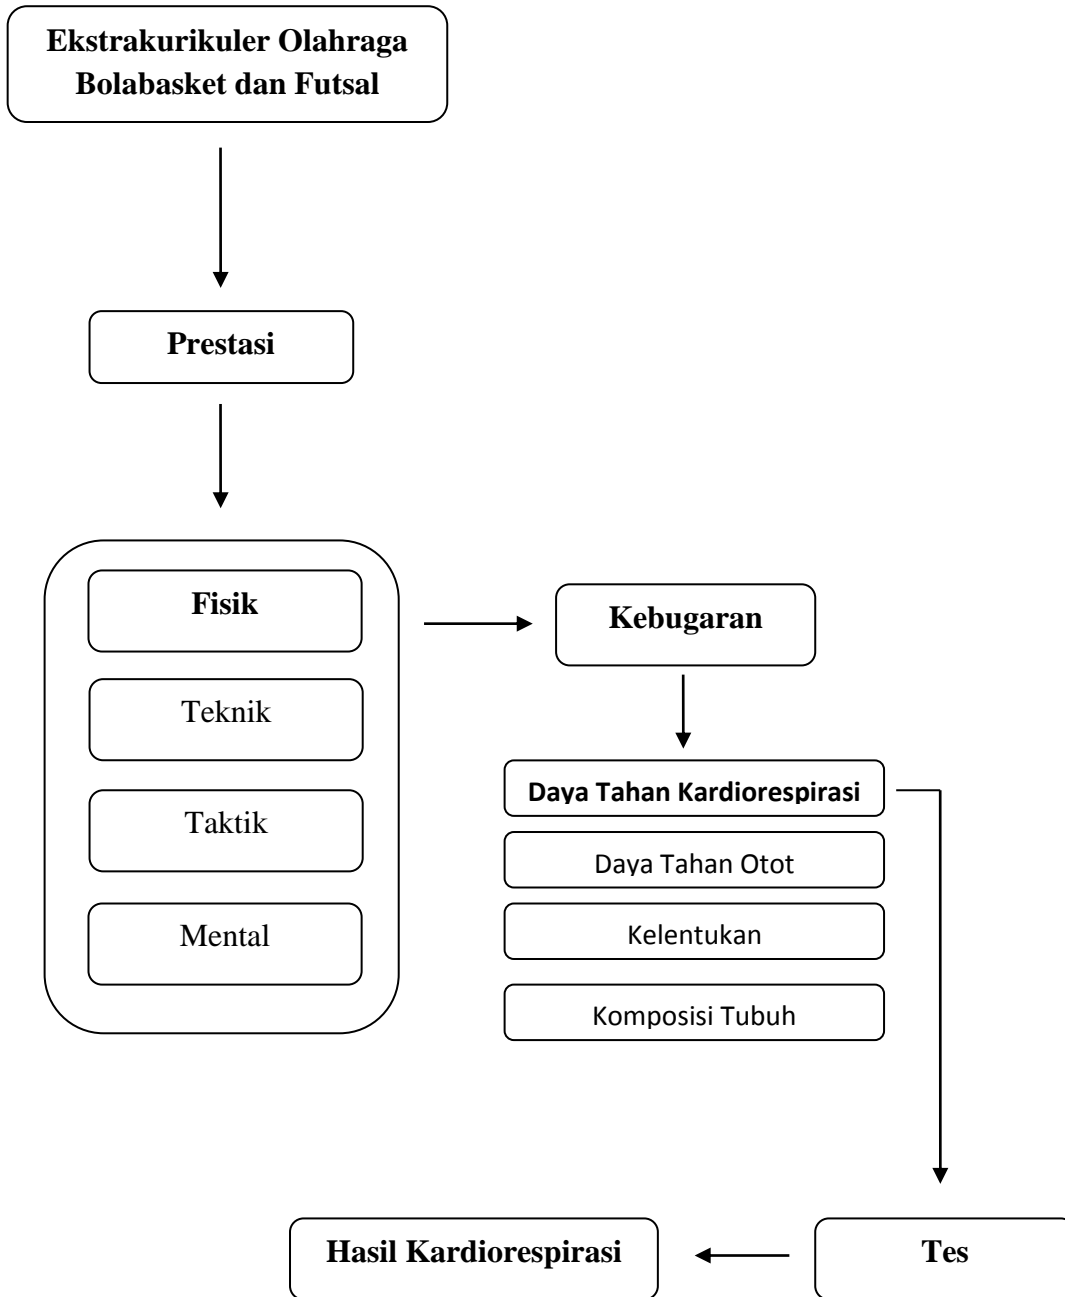 Ekstrakurikuler Olahraga
Bolabasket dan Futsal
Prestasi
Fisik
Teknik
Taktik
Mental
Kebugaran
Daya Tahan Kardiorespirasi
Daya Tahan Otot
Kelentukan
Komposisi Tubuh
Tes
Hasil Kardiorespirasi